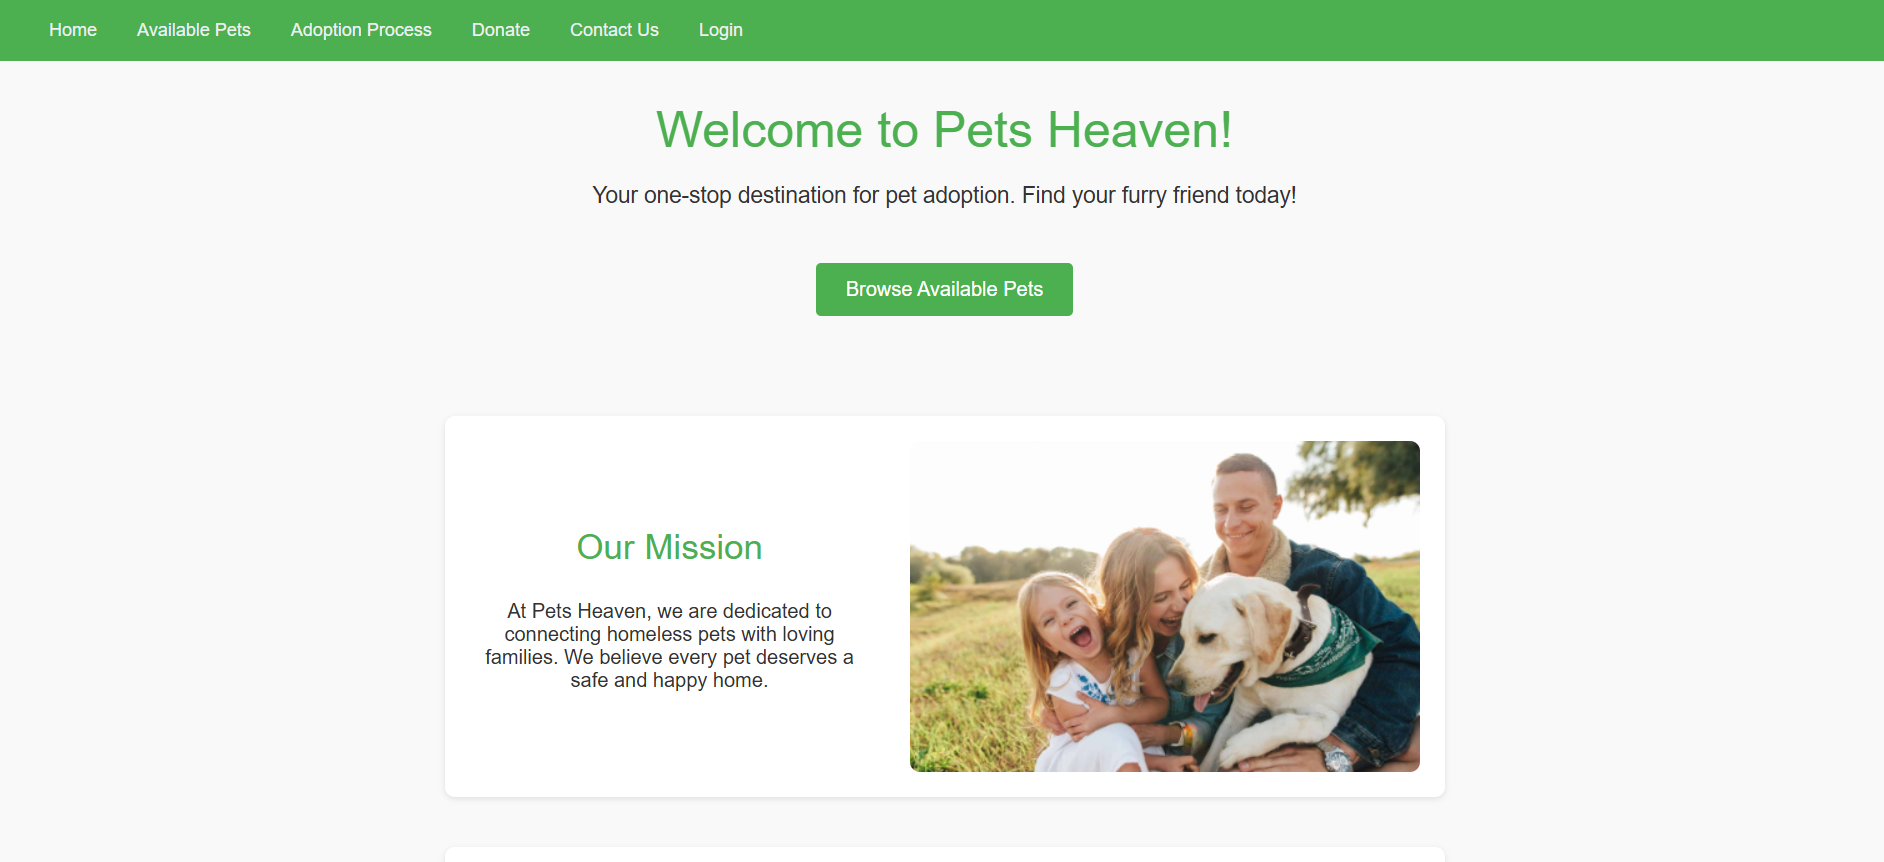 Home Available Pets Adoption Process Donate Contact Us Login
Welcome to Pets Heaven!
Your one-stop destination for pet adoption. Find your furry friend today!
Browse Available Pets
Our Mission
At Pets Heaven, we are dedicated to
connecting homeless pets with loving
families. We believe every pet deserves a
safe and happy home.